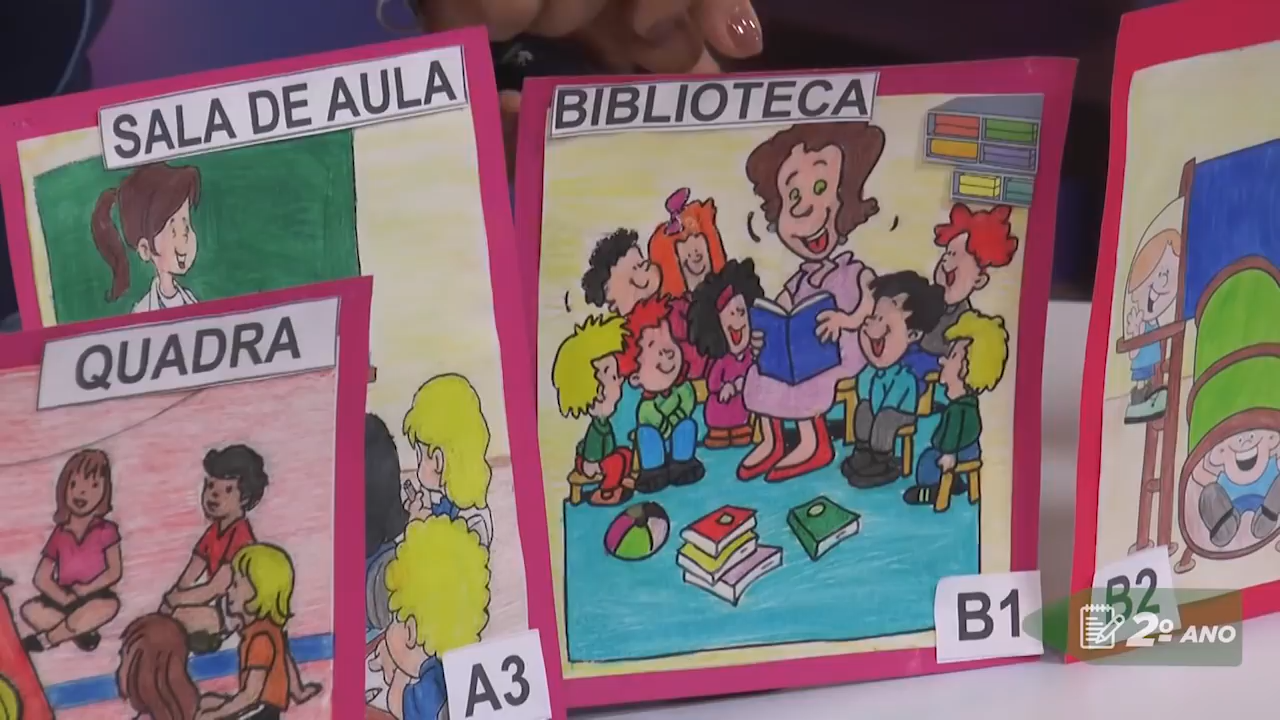 SALA DE AULA
BIBLIOTECA
QUADRA
A3
B1
B2
2º ANO